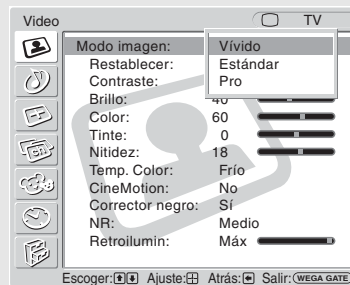 Video TV
Modo imagen: Vívido
Restablecer: Estándar
Contraste: Pro
Brillo: 40
Color: 60
Tinte: 0
Nitidez: 18
Temp. Color: Frío
CineMotion: No
Corrector negro: Sí
NR: Medio
Retroilumin: Máx
Escoger: Ajuste: Atrás: Salir: WEGA GATE